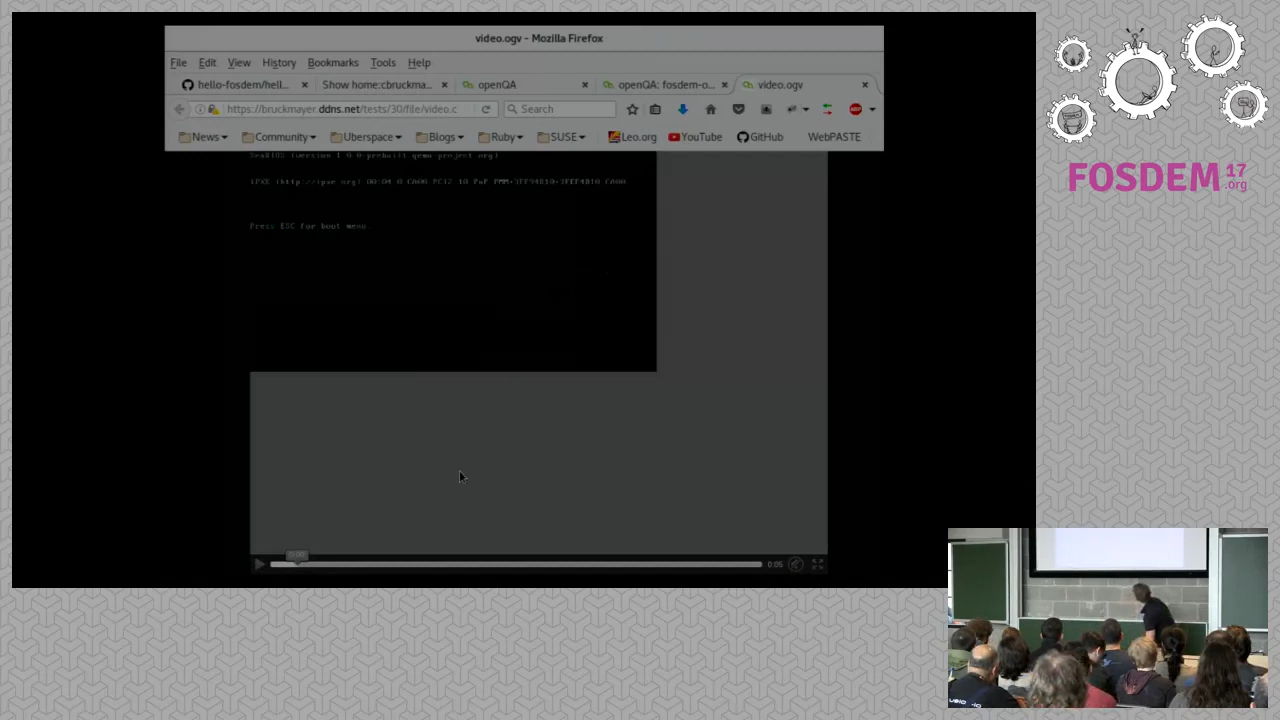 video.ogv - Mozilla Firefox
File Edit View History Bookmarks Tools Help
hello-fosdem/hell... Show home:cbruckma... openQA openQA: fosdem-o... video.ogv
https://bruckmayer.ddns.net/tests/30/file/video.c Search
News Community Uberspace Blogs Ruby SUSE Leo.org YouTube GitHub WebPASTE
Press ESC for boot menu.
0:00
0:05
FOSDEM 17
.org